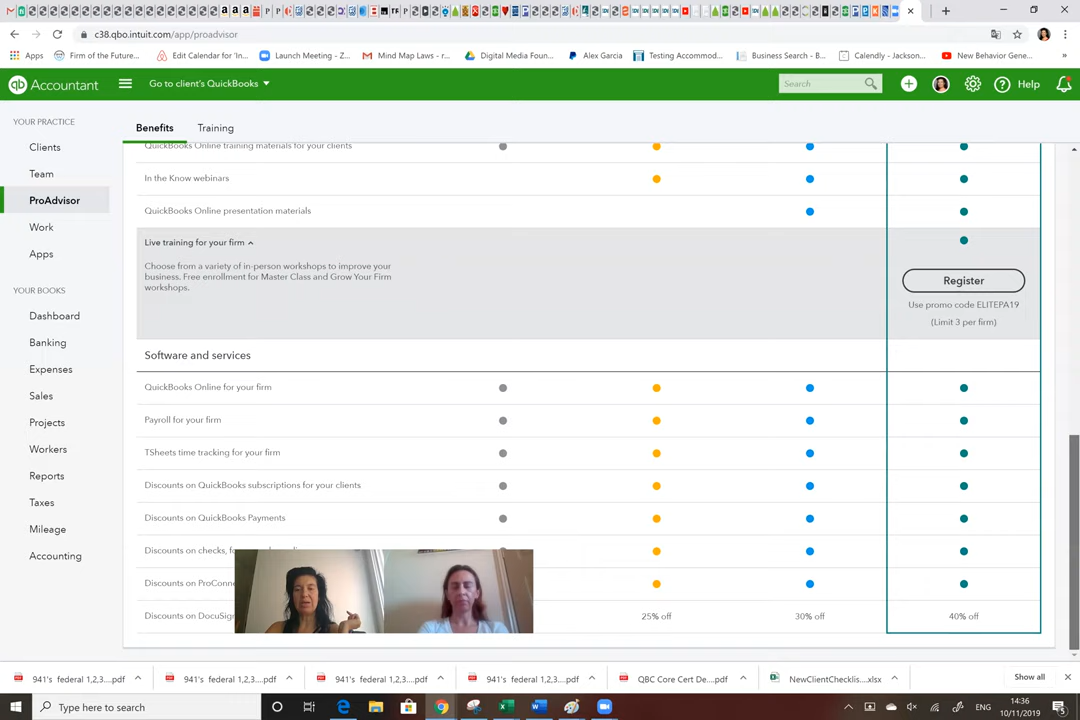 c38.qbo.intuit.com/app/proadvisor
Apps
Firm of the Future...
Edit Calendar for 'In...
Launch Meeting - Z...
Mind Map Laws - r...
Digital Media Foun...
Alex Garcia
Testing Accommod...
Business Search - B...
Calendly - Jackson...
New Behavior Gene...
qb Accountant
Go to client's QuickBooks
Search
Help
YOUR PRACTICE
Clients
Team
ProAdvisor
Work
Apps
YOUR BOOKS
Dashboard
Banking
Expenses
Sales
Projects
Workers
Reports
Taxes
Mileage
Accounting
Benefits Training
QuickBooks Online training materials for your clients
In the Know webinars
QuickBooks Online presentation materials
Live training for your firm
Choose from a variety of in-person workshops to improve your
business. Free enrollment for Master Class and Grow Your Firm
workshops.
Register
Use promo code ELITEPA19
(Limit 3 per firm)
Software and services
QuickBooks Online for your firm
Payroll for your firm
TSheets time tracking for your firm
Discounts on QuickBooks subscriptions for your clients
Discounts on QuickBooks Payments
Discounts on checks,
Discounts on ProConne
Discounts on DocuSign
25% off 30% off 40% off
941's federal 1,2,3....pdf
941's federal 1,2,3....pdf
941's federal 1,2,3....pdf
941's federal 1,2,3....pdf
QBC Core Cert De....pdf
NewClientChecklis....xlsx
Show all
Type here to search
ENG
14:36
10/11/2019